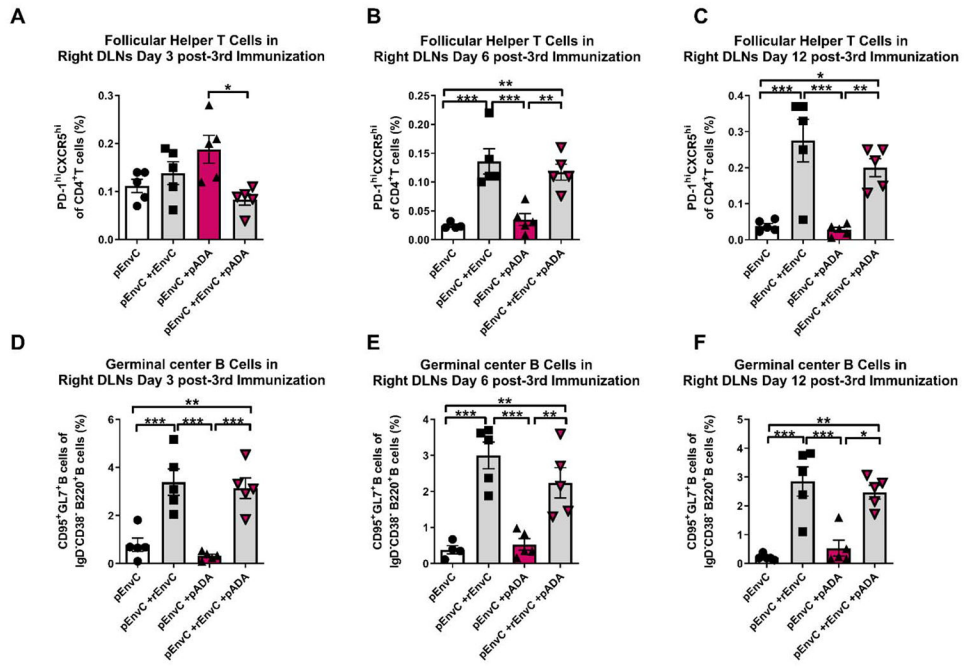 A
Follicular Helper T Cells in
Right DLNs Day 3 post-3rd Immunization
*
PD-1hiCXCR5hi
of CD4+T cells (%)
0.3
0.2
0.1
0.0
pEnvC
pEnvC +rEnvC
pEnvC +pADA
pEnvC +rEnvC +pADA
B
Follicular Helper T Cells in
Right DLNs Day 6 post-3rd Immunization
**
*** *** **
PD-1hiCXCR5hi
of CD4+T cells (%)
0.25
0.20
0.15
0.10
0.05
0.00
pEnvC
pEnvC +rEnvC
pEnvC +pADA
pEnvC +rEnvC +pADA
C
Follicular Helper T Cells in
Right DLNs Day 12 post-3rd Immunization
*
*** *** **
PD-1hiCXCR5hi
of CD4+T cells (%)
0.4
0.3
0.2
0.1
0.0
pEnvC
pEnvC +rEnvC
pEnvC +pADA
pEnvC +rEnvC +pADA
D
Germinal center B Cells in
Right DLNs Day 3 post-3rd Immunization
**
*** *** ***
CD95+GL7+B cells of
IgD-CD38- B220+B cells (%)
8
6
4
2
0
pEnvC
pEnvC +rEnvC
pEnvC +pADA
pEnvC +rEnvC +pADA
E
Germinal center B Cells in
Right DLNs Day 6 post-3rd Immunization
**
*** *** **
CD95+GL7+B cells of
IgD-CD38- B220+B cells (%)
4
3
2
1
0
pEnvC
pEnvC +rEnvC
pEnvC +pADA
pEnvC +rEnvC +pADA
F
Germinal center B Cells in
Right DLNs Day 12 post-3rd Immunization
**
*** *** *
CD95+GL7+B cells of
IgD-CD38- B220+B cells (%)
5
4
3
2
1
0
pEnvC
pEnvC +rEnvC
pEnvC +pADA
pEnvC +rEnvC +pADA